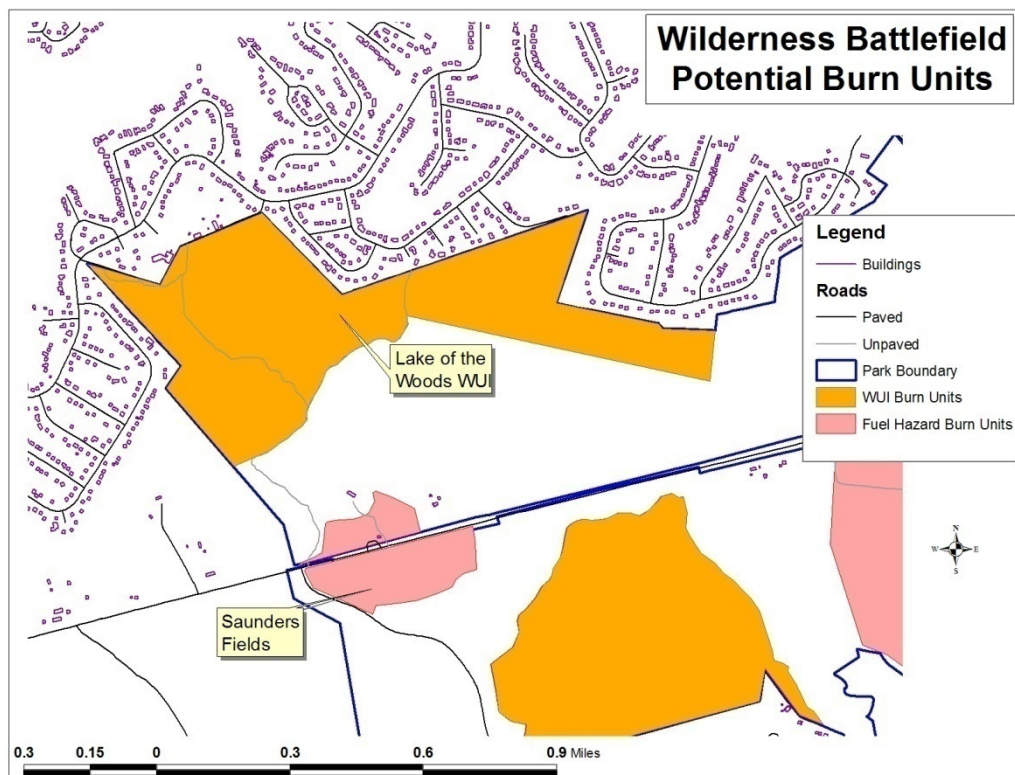 Wilderness Battlefield
Potential Burn Units
Legend
Buildings
Roads
Paved
Unpaved
Park Boundary
WUI Burn Units
Fuel Hazard Burn Units
Lake of the
Woods WUI
Saunders
Fields
N
W E
S
0.3 0.15 0 0.3 0.6 0.9 Miles